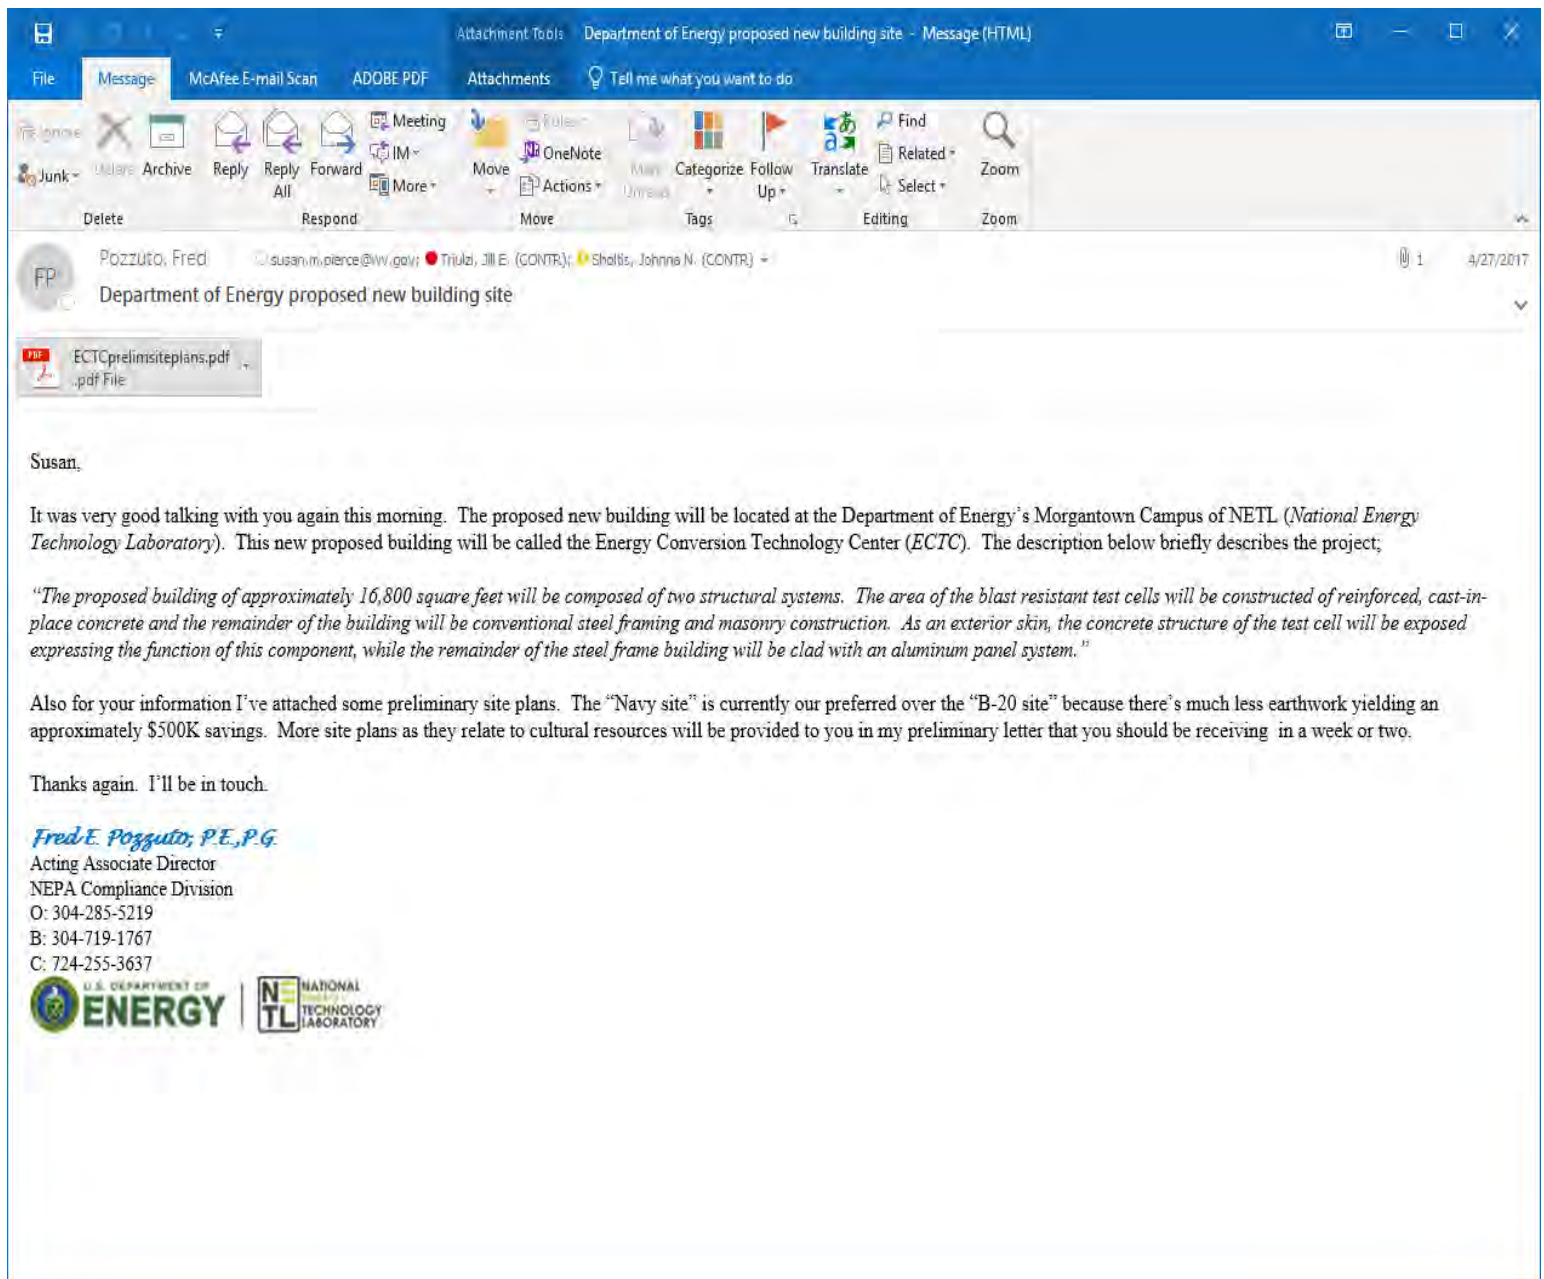 Attachment Tools Department of Energy proposed new building site - Message (HTML)
File Message McAfee E-mail Scan ADOBE PDF Attachments Tell me what you want to do
Ignore Meeting Rules Find
OneNote IM Related
Junk Delete Archive Reply Reply All Forward More Move Actions Mark Unread Categorize Follow Up Translate Select Zoom
Delete Respond Move Tags Editing Zoom
FP
Pozzuto, Fred susan.m.pierce@wv.gov; Triulzi, Jill E. (CONTR); Sholtis, Johnna N. (CONTR) 1 4/27/2017
Department of Energy proposed new building site
PDF
ECTCprelimsiteplans.pdf
.pdf File
Susan,
It was very good talking with you again this morning. The proposed new building will be located at the Department of Energy's Morgantown Campus of NETL (National Energy
Technology Laboratory). This new proposed building will be called the Energy Conversion Technology Center (ECTC). The description below briefly describes the project;
“The proposed building of approximately 16,800 square feet will be composed of two structural systems. The area of the blast resistant test cells will be constructed of reinforced, cast-in-
place concrete and the remainder of the building will be conventional steel framing and masonry construction. As an exterior skin, the concrete structure of the test cell will be exposed
expressing the function of this component, while the remainder of the steel frame building will be clad with an aluminum panel system.”
Also for your information I've attached some preliminary site plans. The “Navy site” is currently our preferred over the “B-20 site” because there's much less earthwork yielding an
approximately $500K savings. More site plans as they relate to cultural resources will be provided to you in my preliminary letter that you should be receiving in a week or two.
Thanks again. I'll be in touch.
Fred E. Pozzuto, P.E.,P.G.
Acting Associate Director
NEPA Compliance Division
O: 304-285-5219
B: 304-719-1767
C: 724-255-3637
U.S. DEPARTMENT OF
ENERGY
NETL
NATIONAL
ENERGY
TECHNOLOGY
LABORATORY